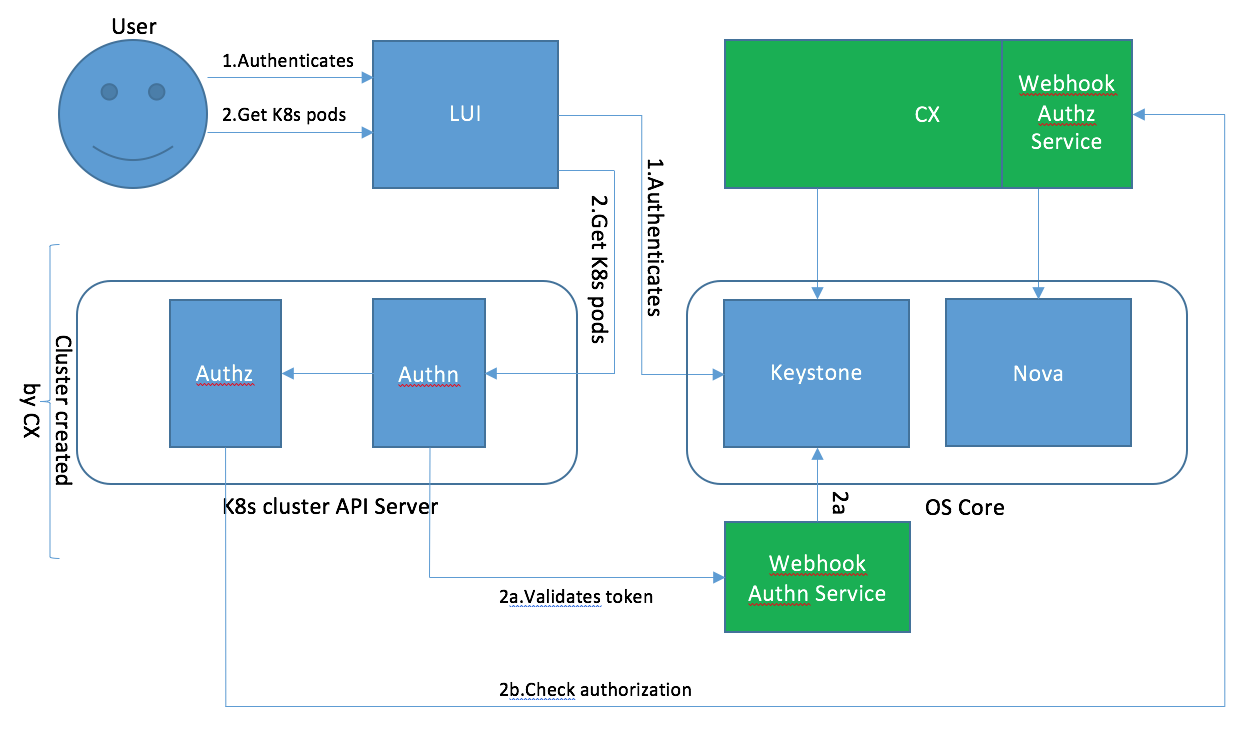 User
1.Authenticates
2.Get K8s pods
LUI
CX
Webhook
Authz
Service
1.Authenticates
2.Get K8s pods
Cluster created
by CX
Authz
Authn
Keystone
Nova
K8s cluster API Server
2a
OS Core
Webhook
Authn Service
2a.Validates token
2b.Check authorization